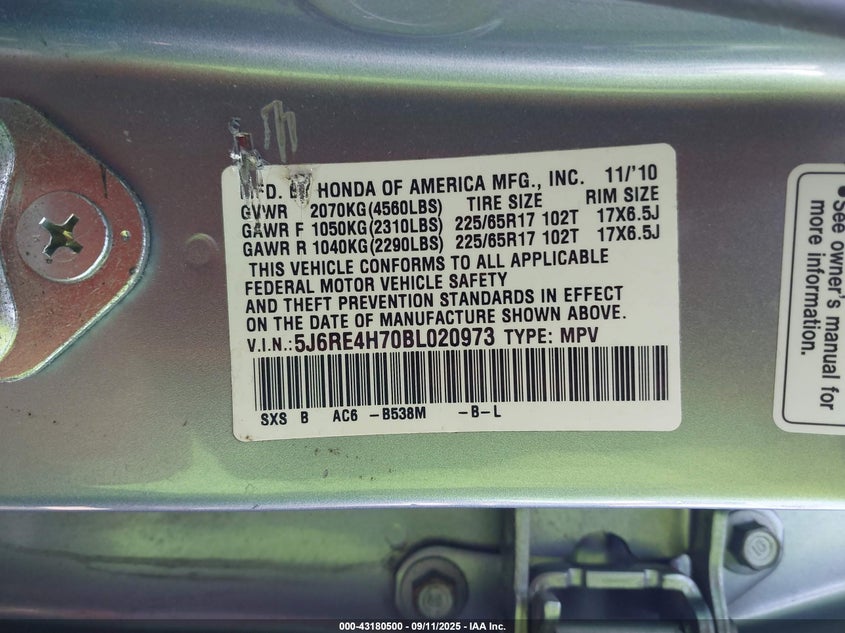 MFD. BY HONDA OF AMERICA MFG., INC. 11/'10
GVWR 2070KG(4560LBS) TIRE SIZE RIM SIZE
GAWR F 1050KG(2310LBS) 225/65R17 102T 17X6.5J
GAWR R 1040KG(2290LBS) 225/65R17 102T 17X6.5J
THIS VEHICLE CONFORMS TO ALL APPLICABLE
FEDERAL MOTOR VEHICLE SAFETY
AND THEFT PREVENTION STANDARDS IN EFFECT
ON THE DATE OF MANUFACTURE SHOWN ABOVE.
V.I.N.:5J6RE4H70BL020973 TYPE: MPV
SXS B AC6 -B538M -B-L
•See owner's manual for
more information.
000-43180500 - 09/11/2025 - IAA Inc.